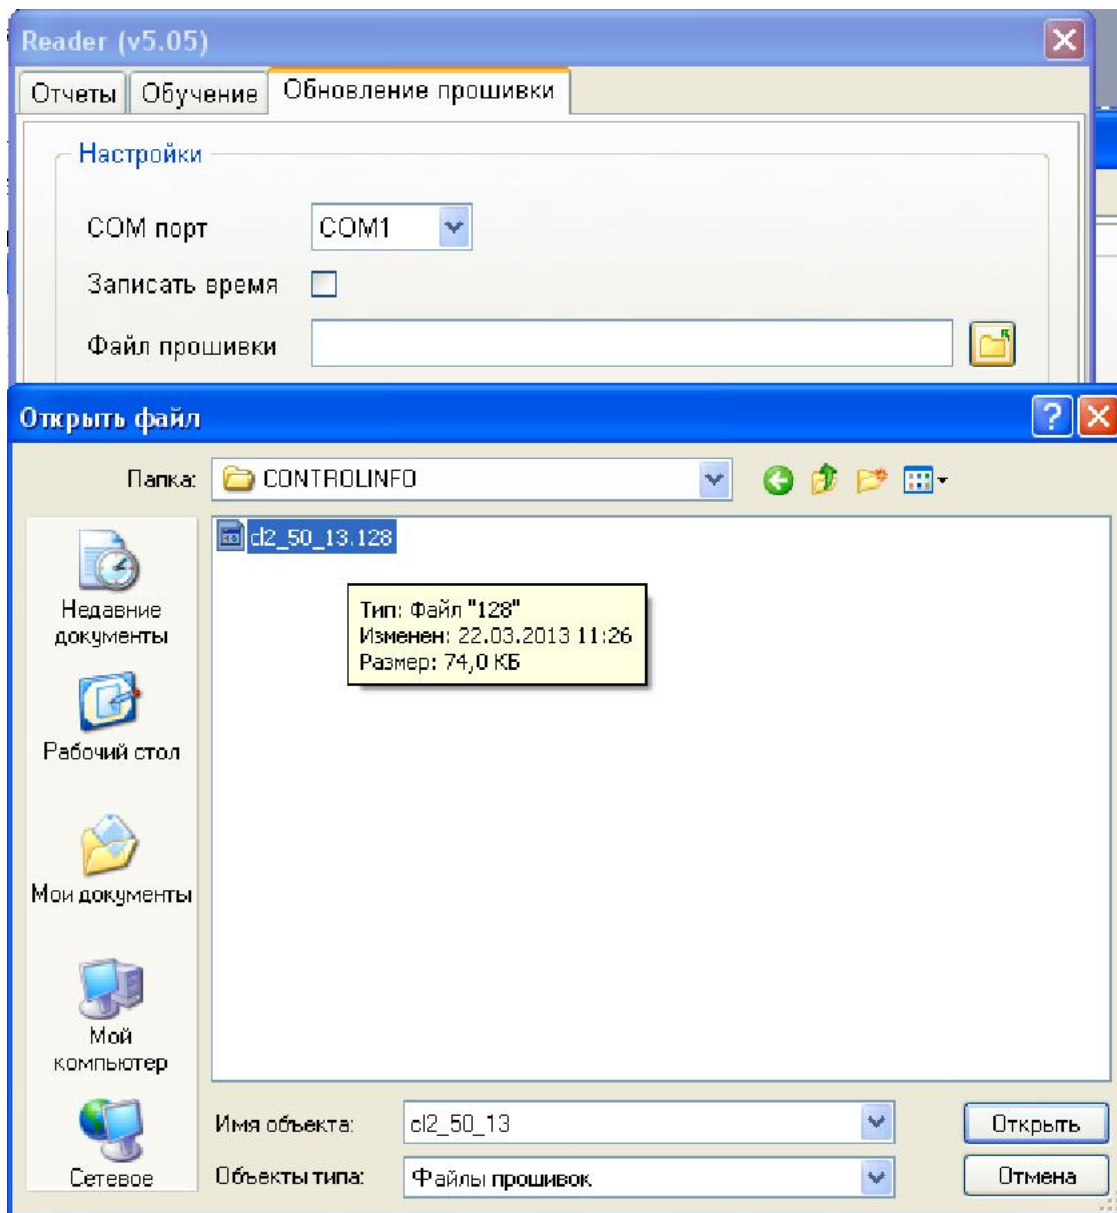 Reader (v5.05)
Отчеты Обучение Обновление прошивки
Настройки
COM порт COM1
Записать время
Файл прошивки
Открыть файл
Папка: CONTROLINFO
cl2_50_13.128
Тип: Файл "128"
Изменен: 22.03.2013 11:26
Размер: 74,0 КБ
Недавние
документы
Рабочий стол
Мои документы
Мой
компьютер
Сетевое
Имя объекта: cl2_50_13 Открыть
Объекты типа: Файлы прошивок Отмена